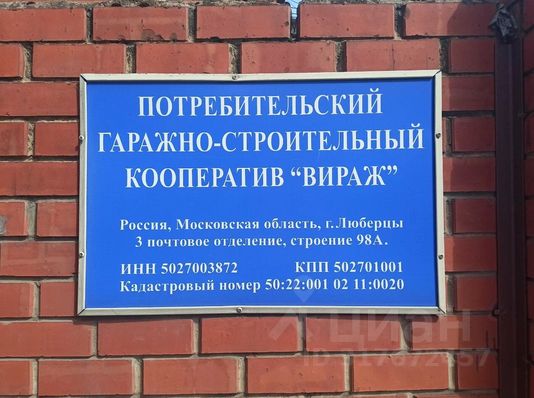 ПОТРЕБИТЕЛЬСКИЙ
ГАРАЖНО-СТРОИТЕЛЬНЫЙ
КООПЕРАТИВ “ВИРАЖ”
Россия, Московская область, г. Люберцы
3 почтовое отделение, строение 98А.
ИНН 5027003872 КПП 502701001
Кадастровый номер 50:22:001 02 11:0020
циан